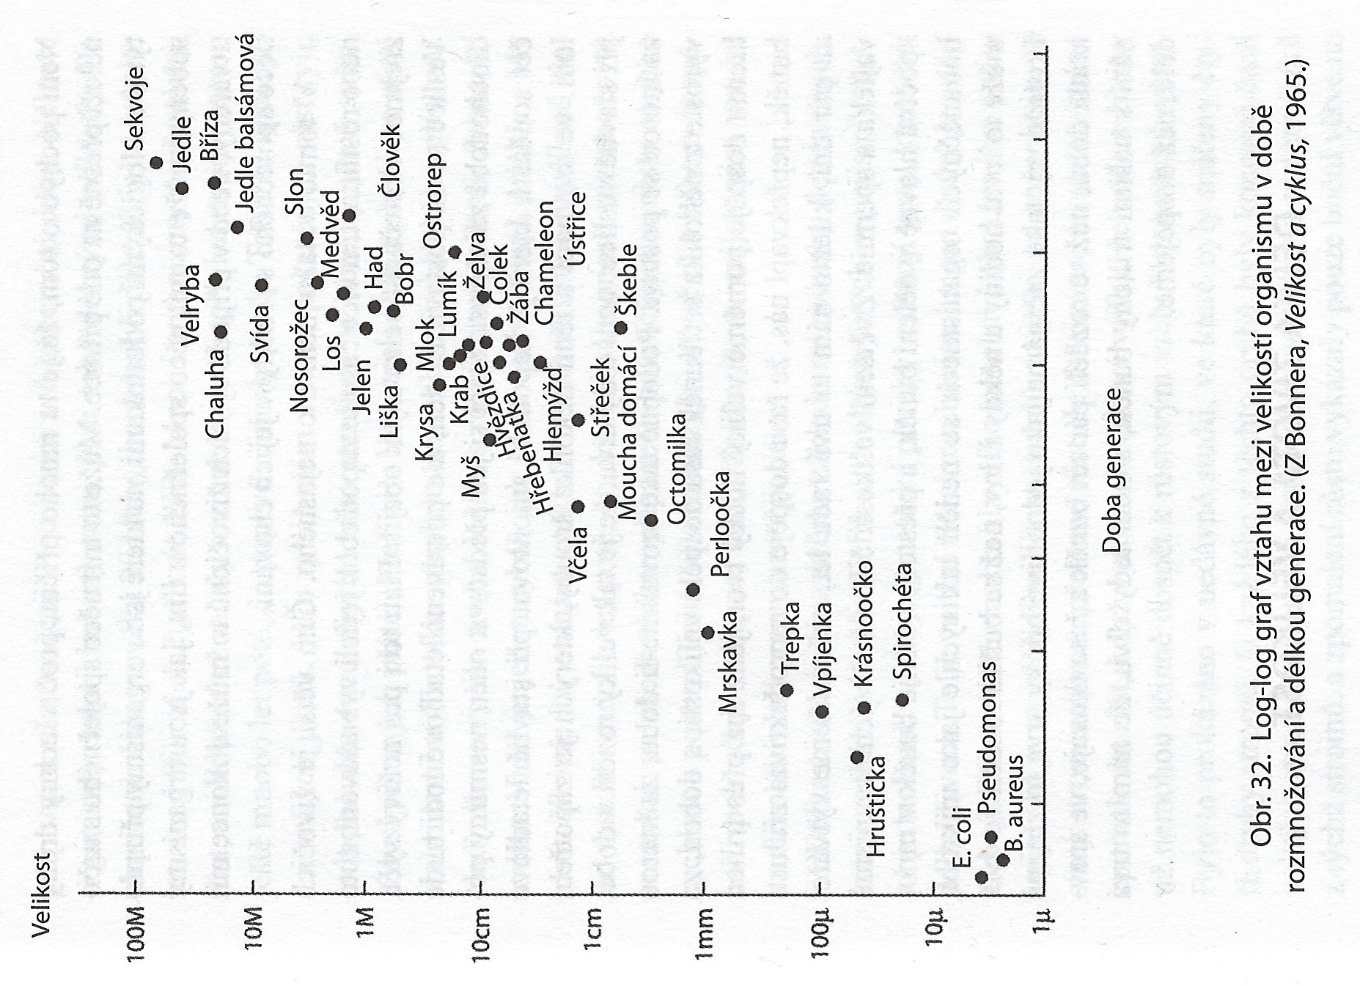 Velikost
100M
Sekvoje
Jedle
Velryba
Bříza
Chaluha
Jedle balsámová
10M
Svída
Slon
Nosorožec
Medvěd
Los
1M
Jelen
Had
Člověk
Liška
Bobr
Krysa
Mlok
Ostrorep
Lumík
Krab
Myš
Želva
10cm
Hvězdice
Čolek
Hřebenatka
Žába
Hlemýžď
Chameleon
Včela
Ústřice
1cm
Střeček
Moucha domácí
Škeble
Octomilka
1mm
Mrskavka
Perloočka
Trepka
100µ
Vpíjenka
Hruštička
Krásnoočko
Spirochéta
10µ
E. coli
Pseudomonas
B. aureus
1µ
Doba generace
Obr. 32. Log-log graf vztahu mezi velikostí organismu v době
rozmnožování a délkou generace. (Z Bonnera, Velikost a cyklus, 1965.)